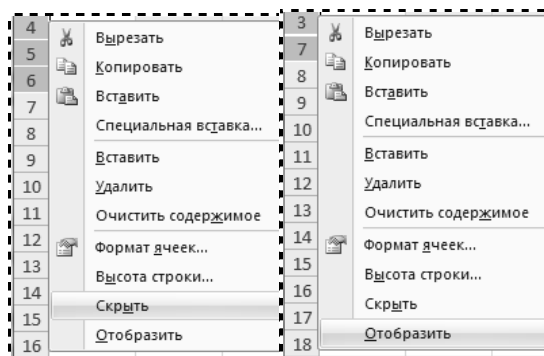 4
5
6
7
8
9
10
11
12
13
14
15
16
Вырезать
Копировать
Вставить
Специальная вставка...
Вставить
Удалить
Очистить содержимое
Формат ячеек...
Высота строки...
Скрыть
Отобразить
3
7
8
9
10
11
12
13
14
15
16
17
18
Вырезать
Копировать
Вставить
Специальная вставка...
Вставить
Удалить
Очистить содержимое
Формат ячеек...
Высота строки...
Скрыть
Отобразить